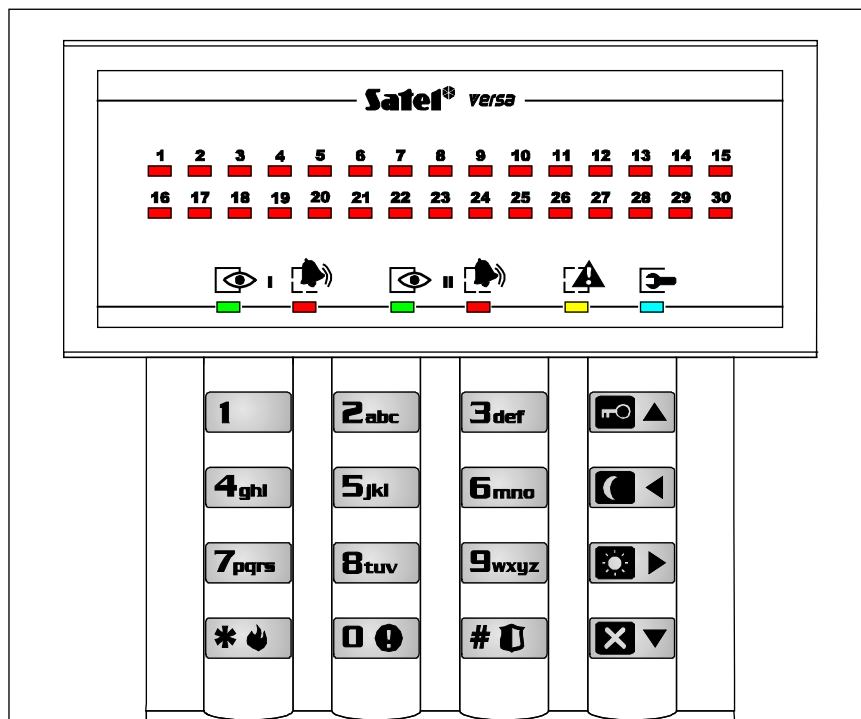 Satel versa
1 2 3 4 5 6 7 8 9 10 11 12 13 14 15
16 17 18 19 20 21 22 23 24 25 26 27 28 29 30
I II
1 2abc 3def
4ghi 5jkl 6mno
7pqrs 8tuv 9wxyz
* 0 #